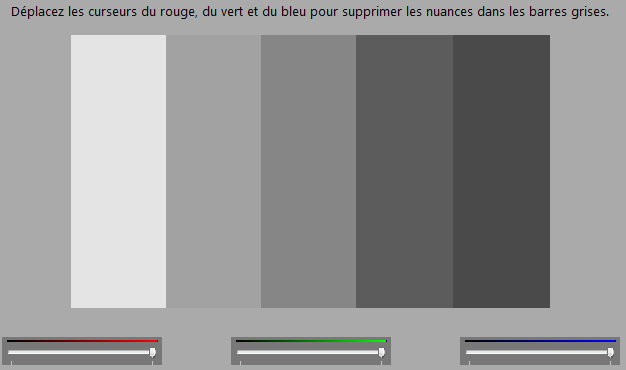 Déplacez les curseurs du rouge, du vert et du bleu pour supprimer les nuances dans les barres grises.